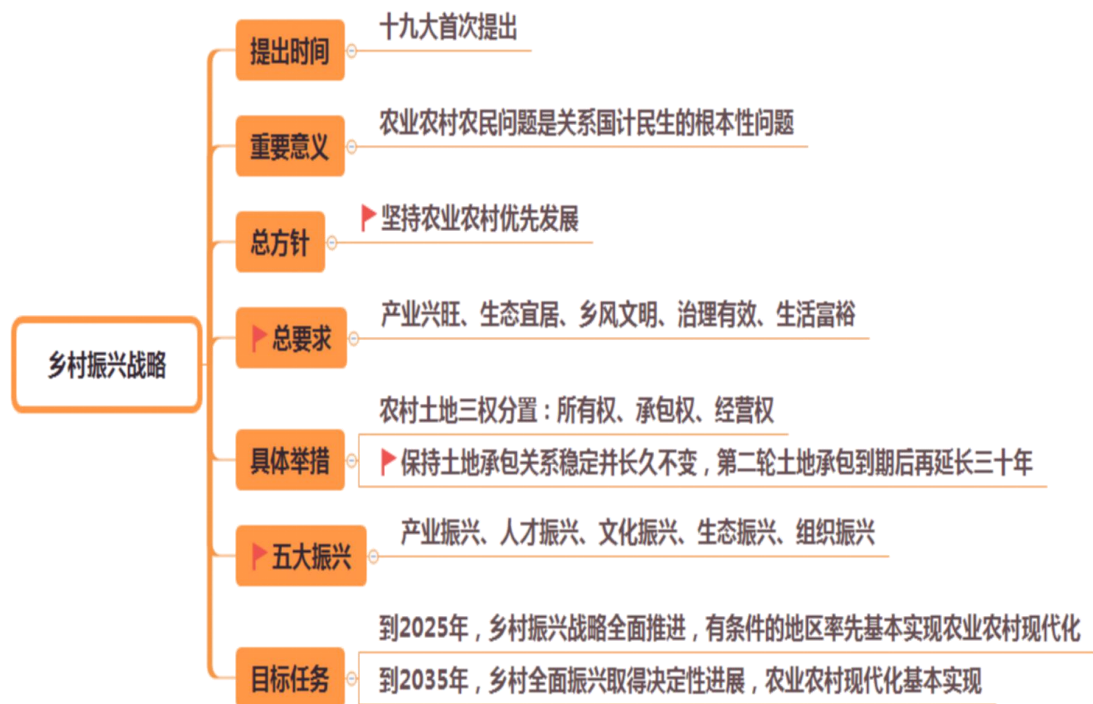 提出时间
十九大首次提出
重要意义
农业农村农民问题是关系国计民生的根本性问题
总方针
坚持农业农村优先发展
总要求
产业兴旺、生态宜居、乡风文明、治理有效、生活富裕
乡村振兴战略
具体举措
农村土地三权分置：所有权、承包权、经营权
保持土地承包关系稳定并长久不变，第二轮土地承包到期后再延长三十年
五大振兴
产业振兴、人才振兴、文化振兴、生态振兴、组织振兴
目标任务
到2025年，乡村振兴战略全面推进，有条件的地区率先基本实现农业农村现代化
到2035年，乡村全面振兴取得决定性进展，农业农村现代化基本实现